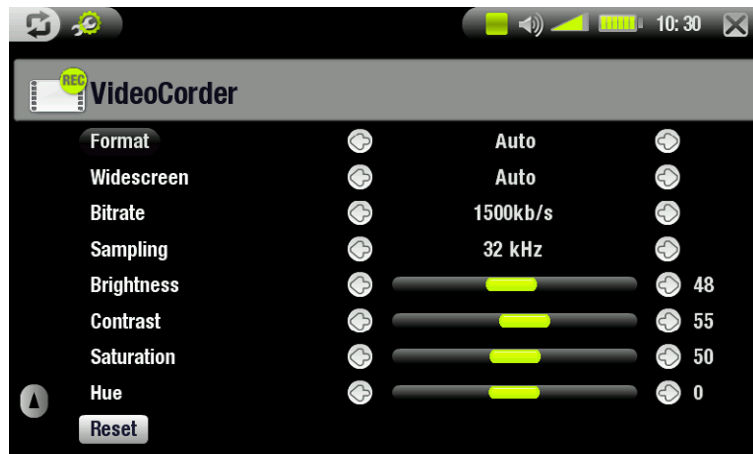 10:30
REC
VideoCorder
Format Auto
Widescreen Auto
Bitrate 1500kb/s
Sampling 32 kHz
Brightness 48
Contrast 55
Saturation 50
Hue 0
Reset